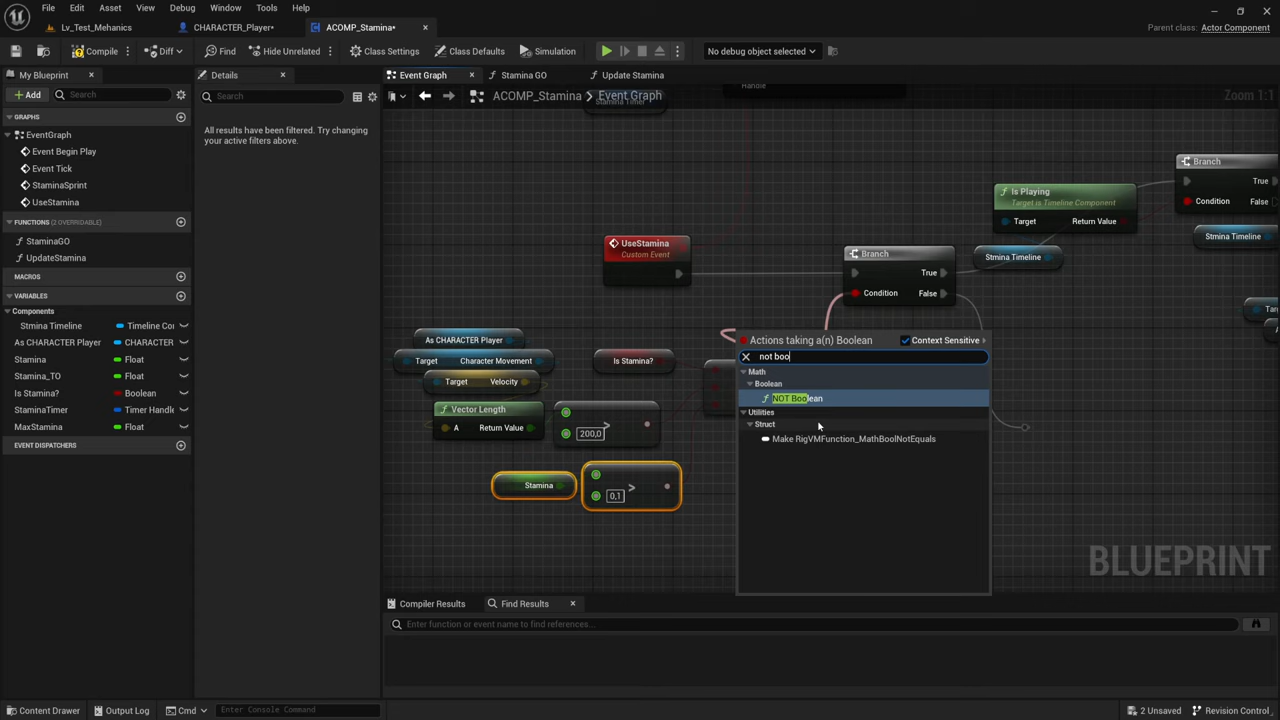 File Edit Asset View Debug Window Tools Help
Lv_Test_Mehanics
CHARACTER_Player•
ACOMP_Stamina•
Parent class: Actor Component
Compile
Diff
Find
Hide Unrelated
Class Settings
Class Defaults
Simulation
No debug object selected
My Blueprint
Details
Event Graph
Stamina GO
Update Stamina
Add
Search
Search
ACOMP_Stamina > Event Graph
Zoom 1:1
GRAPHS
EventGraph
Event Begin Play
Event Tick
StaminaSprint
UseStamina
FUNCTIONS (2 OVERRIDABLE)
StaminaGO
UpdateStamina
MACROS
VARIABLES
Components
Stmina Timeline Timeline Co
As CHARACTER Player CHARACTER
Stamina Float
Stamina_TO Float
Is Stamina? Boolean
StaminaTimer Timer Handle
MaxStamina Float
EVENT DISPATCHERS
All results have been filtered. Try changing
your active filters above.
Handle
Stamina Timer
UseStamina
Custom Event
Branch
True
Condition False
Is Playing
Target is Timeline Component
Target Return Value
Stmina Timeline
Branch
True
Condition False
Stmina Timeline
As CHARACTER Player
Target Character Movement
Target Velocity
Vector Length
A Return Value
Is Stamina?
>
200,0
Stamina
>
0,1
Actions taking a(n) Boolean
Context Sensitive
not boo
Math
Boolean
NOT Boolean
Utilities
Struct
Make RigVMFunction_MathBoolNotEquals
BLUEPRINT
Compiler Results
Find Results
Enter function or event name to find references...
Content Drawer
Output Log
Cmd
Enter Console Command
2 Unsaved
Revision Control